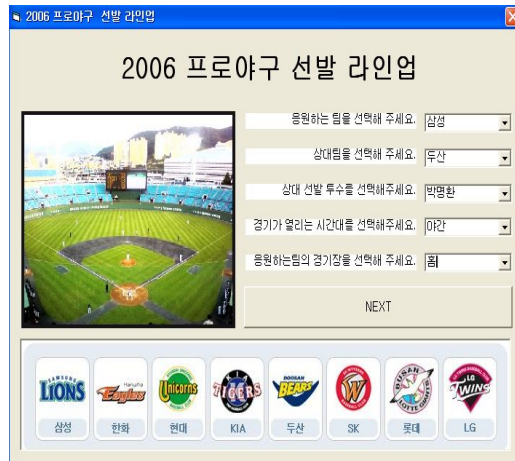 2006 프로야구 선발 라인업
2006 프로야구 선발 라인업
응원하는 팀을 선택해 주세요. 삼성
상대팀을 선택해 주세요. 두산
상대 선발 투수를 선택해주세요. 박명환
경기가 열리는 시간대를 선택해주세요. 야간
응원하는팀의 경기장을 선택해 주세요. 홈
NEXT
SAMSUNG LIONS
Hanwha Eagles
Unicorns
TIGERS
DOOSAN BEARS
W
BUSAN LOTTE GIANTS
LG TWINS
삼성 한화 현대 KIA 두산 SK 롯데 LG